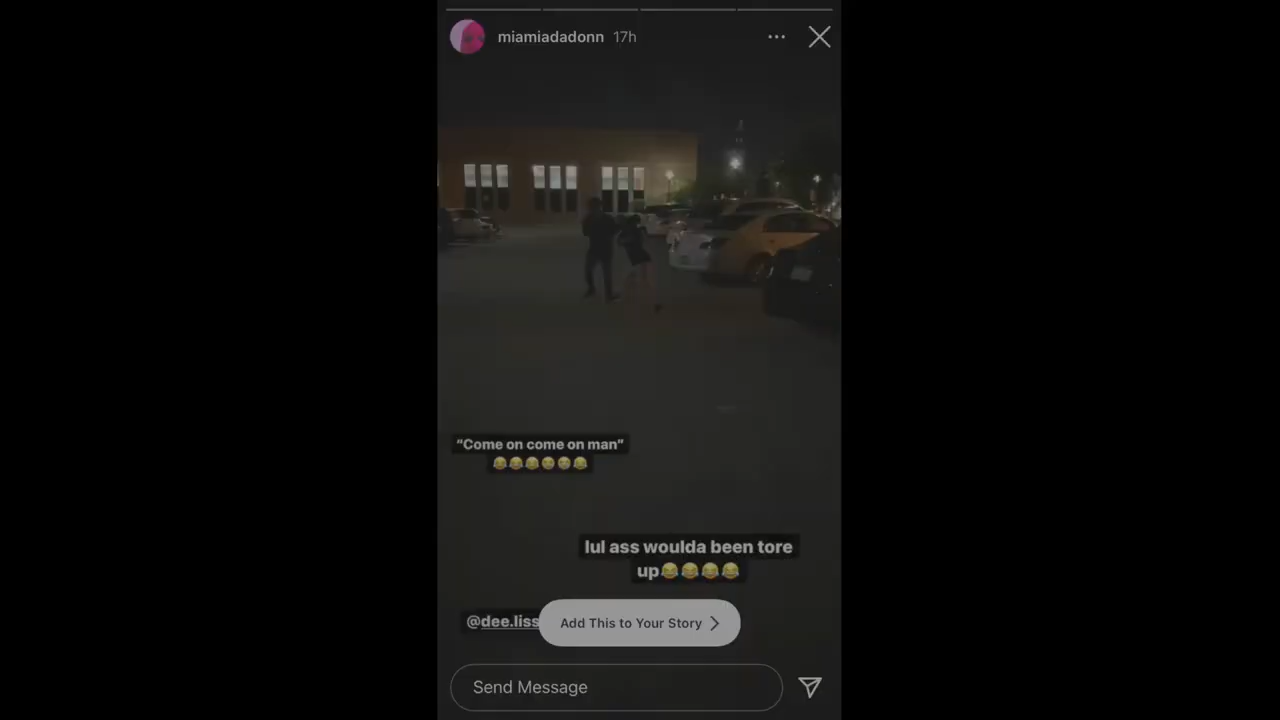 miamiadadonn 17h
"Come on come on man"
😂😂😂😂😂😂
lul ass woulda been tore
up😂😂😂😂
@dee.liss
Add This to Your Story
Send Message